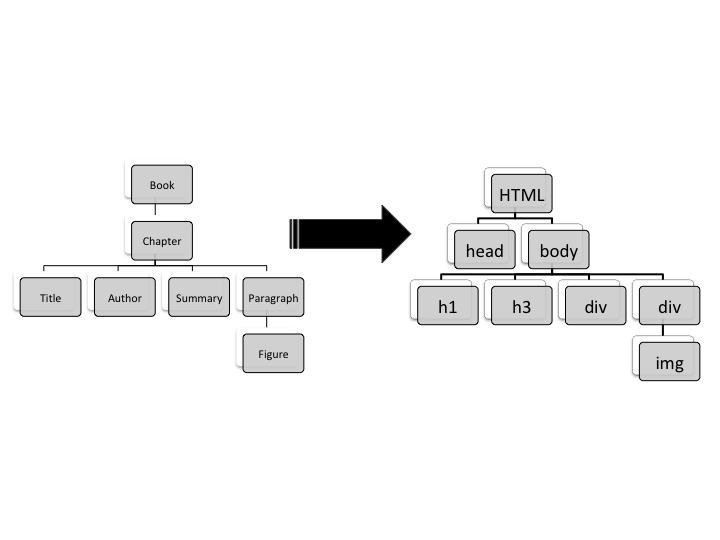 Book
Chapter
Title
Author
Summary
Paragraph
Figure
HTML
head
body
h1
h3
div
div
img